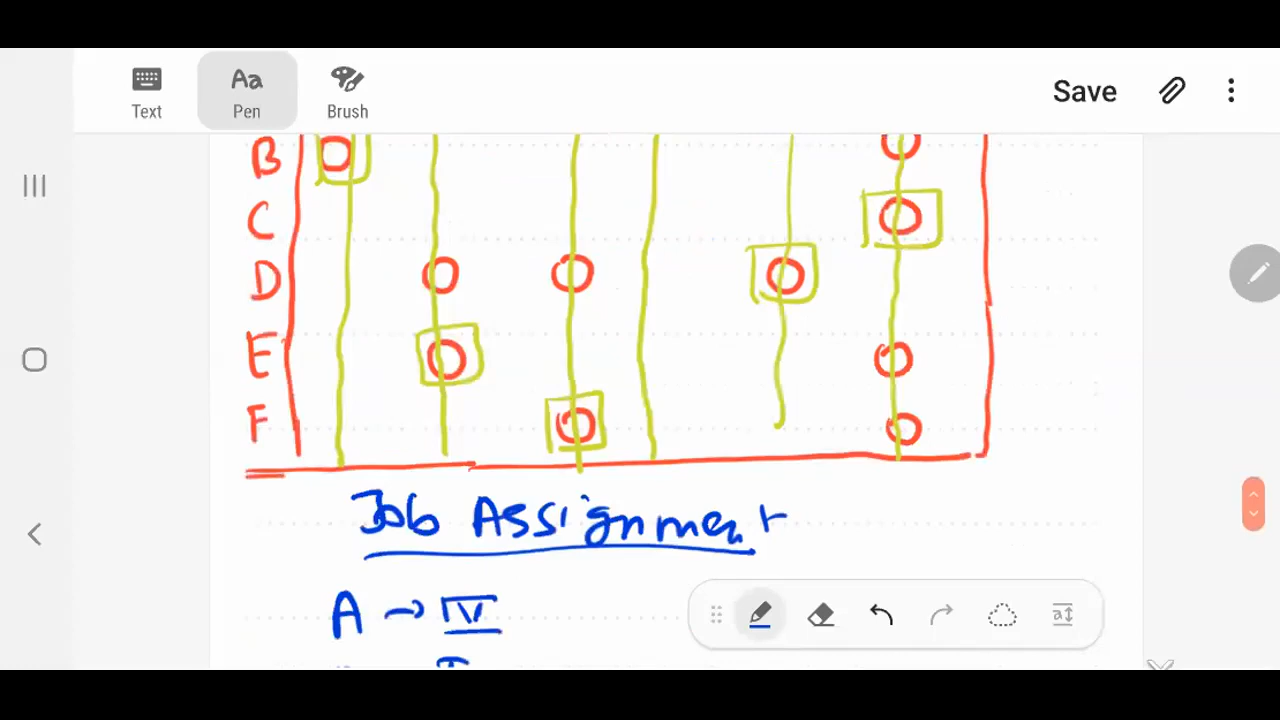 Text Pen Brush Save
B
C
D
E
F
Job Assignment
A → IV
I